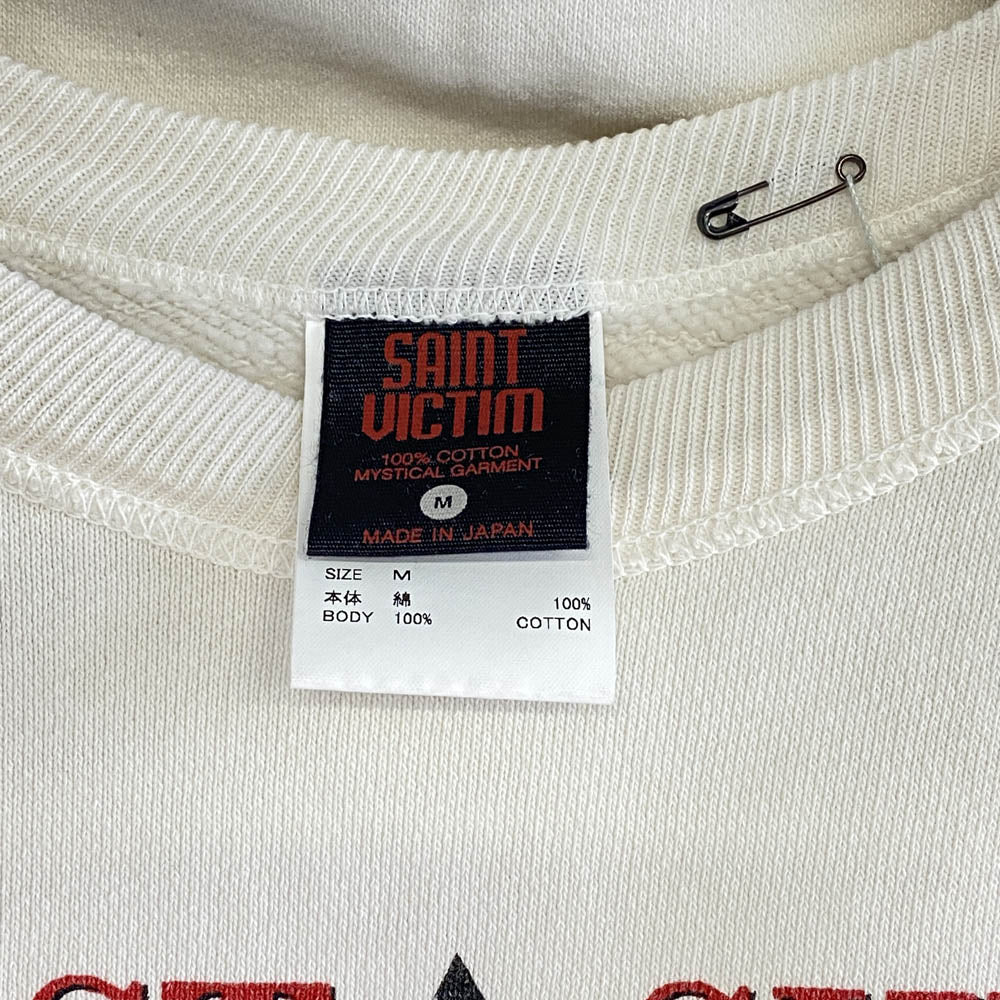 SAINT
VICTIM
100% COTTON
MYSTICAL GARMENT
M
MADE IN JAPAN
SIZE M
本体 綿 100%
BODY 100% COTTON